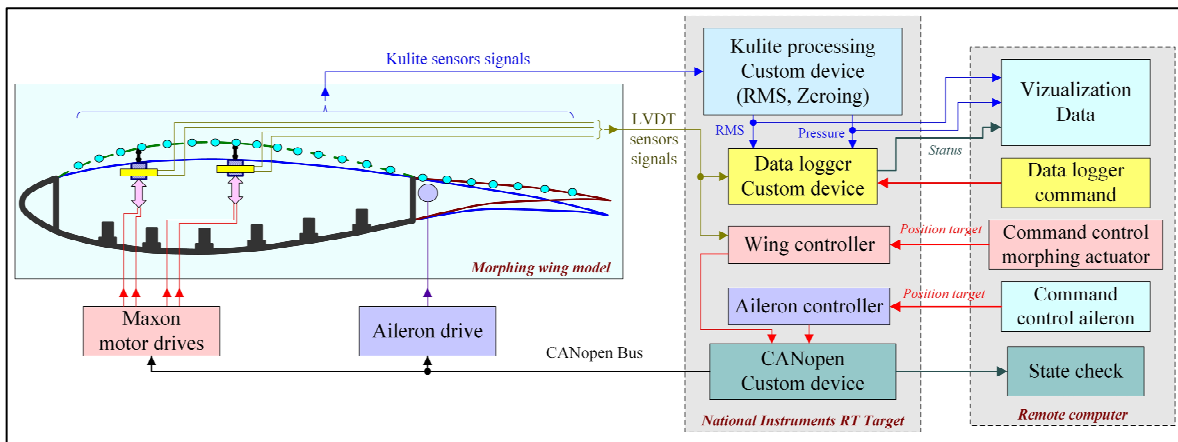 Kulite sensors signals
LVDT
sensors
signals
Morphing wing model
Maxon
motor drives
Aileron drive
CANopen Bus
Kulite processing
Custom device
(RMS, Zeroing)
RMS
Pressure
Data logger
Custom device
Wing controller
Aileron controller
CANopen
Custom device
National Instruments RT Target
Status
Position target
Position target
Vizualization
Data
Data logger
command
Command control
morphing actuator
Command
control aileron
State check
Remote computer